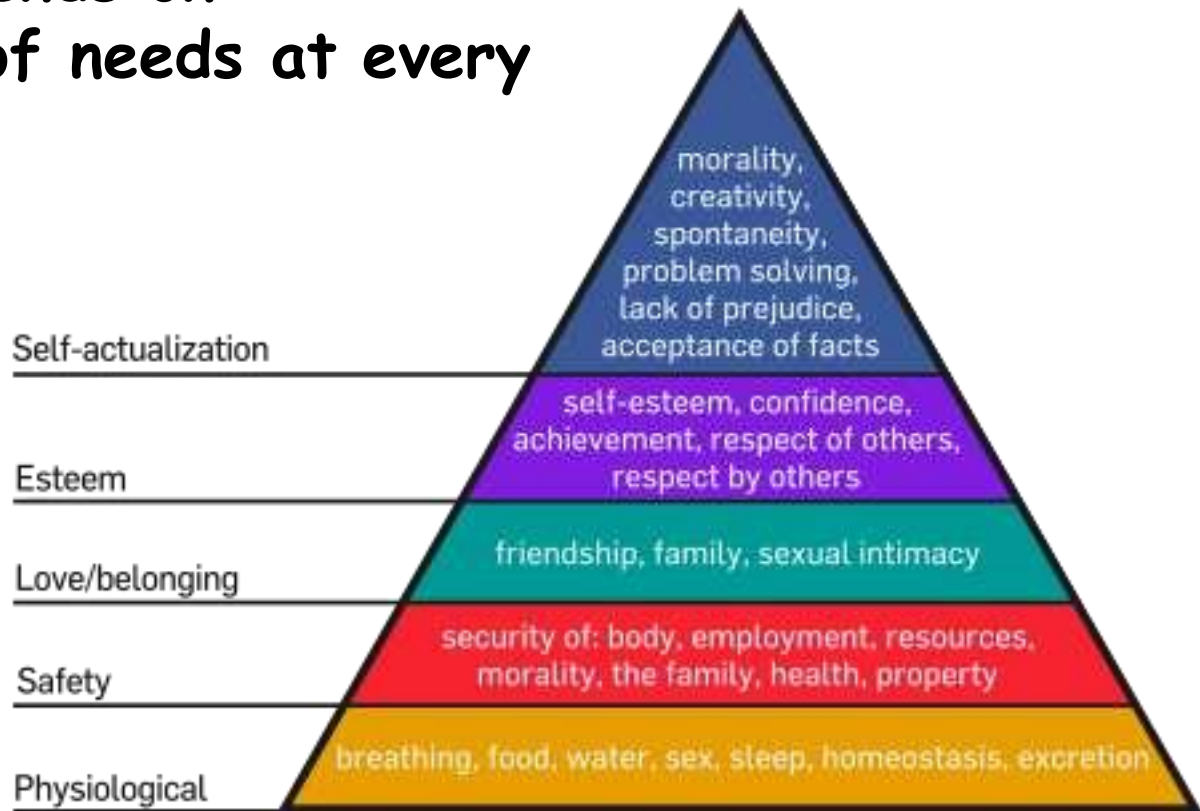 of needs at every
morality,
creativity,
spontaneity,
problem solving,
lack of prejudice,
acceptance of facts
Self-actualization
self-esteem, confidence,
achievement, respect of others,
respect by others
Esteem
friendship, family, sexual intimacy
Love/belonging
security of: body, employment, resources,
morality, the family, health, property
Safety
breathing, food, water, sex, sleep, homeostasis, excretion
Physiological